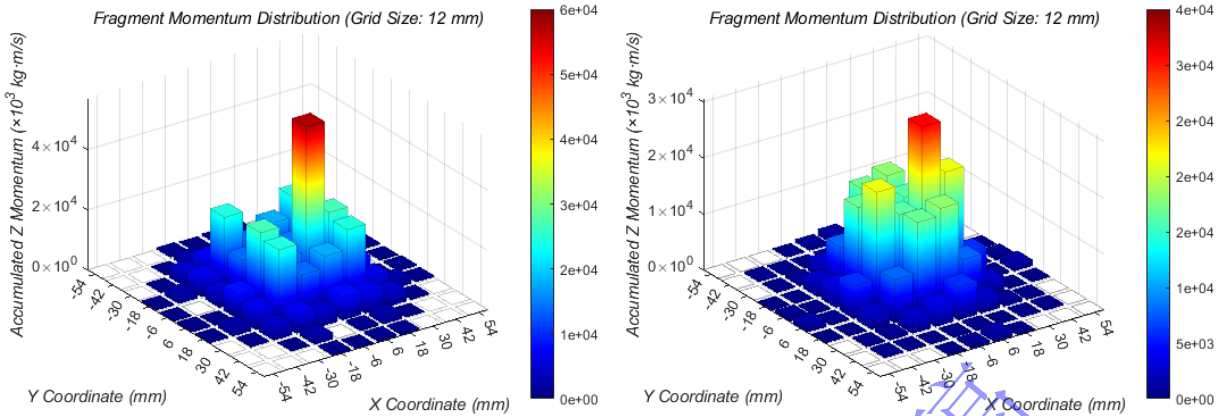 Fragment Momentum Distribution (Grid Size: 12 mm)
Accumulated Z Momentum (×10³ kg·m/s)
4×10⁴
2×10⁴
0×10⁰
-54
-42
-30
-18
-6
6
18
30
42
54
Y Coordinate (mm)
-54
-42
-30
-18
-6
6
18
30
42
54
X Coordinate (mm)
6e+04
5e+04
4e+04
3e+04
2e+04
1e+04
0e+00
Fragment Momentum Distribution (Grid Size: 12 mm)
Accumulated Z Momentum (×10³ kg·m/s)
3×10⁴
2×10⁴
1×10⁴
0×10⁰
-54
-42
-30
-18
-6
6
18
30
42
54
Y Coordinate (mm)
-54
-42
-30
-18
-6
6
18
30
42
54
X Coordinate (mm)
4e+04
3e+04
3e+04
2e+04
2e+04
2e+04
1e+04
5e+03
0e+00